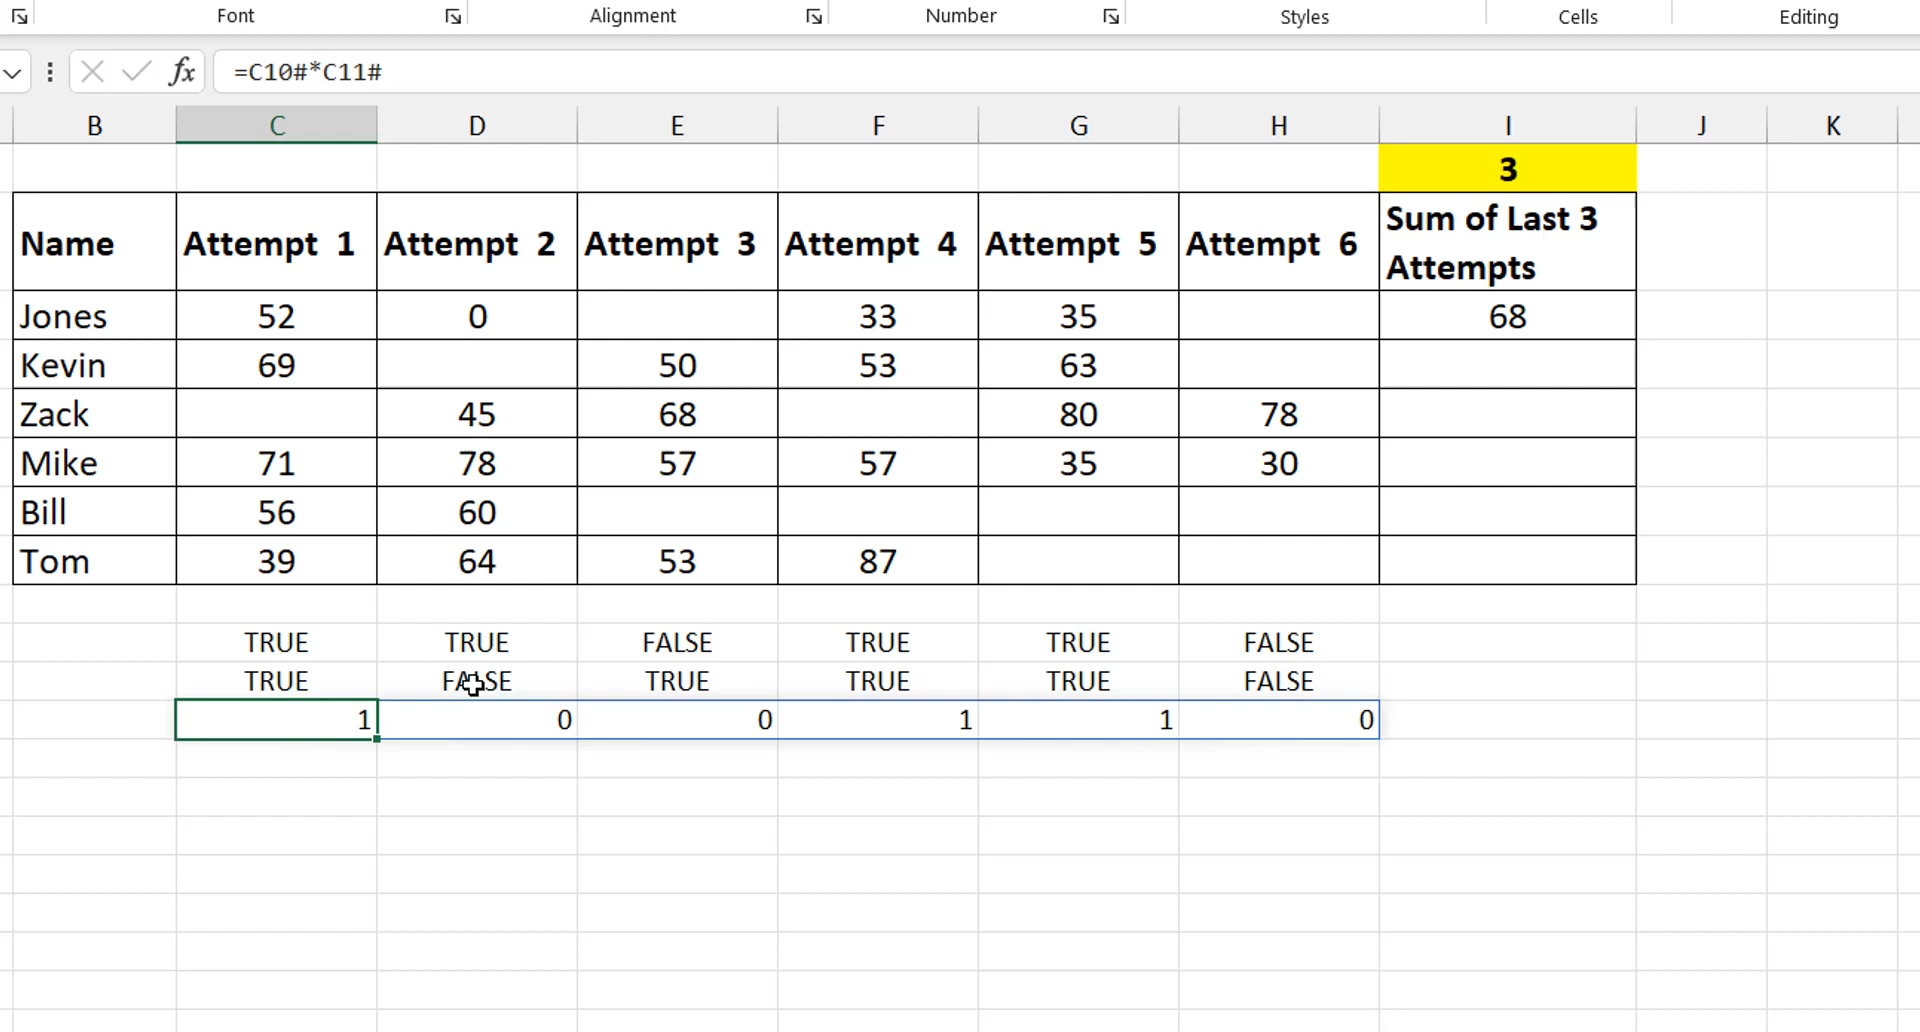 Font Alignment Number Styles Cells Editing
fx =C10#*C11#
B C D E F G H I J K
3
Name Attempt 1 Attempt 2 Attempt 3 Attempt 4 Attempt 5 Attempt 6 Sum of Last 3
Attempts
Jones 52 0 33 35 68
Kevin 69 50 53 63
Zack 45 68 80 78
Mike 71 78 57 57 35 30
Bill 56 60
Tom 39 64 53 87
TRUE TRUE FALSE TRUE TRUE FALSE
TRUE FALSE TRUE TRUE TRUE FALSE
1 0 0 1 1 0